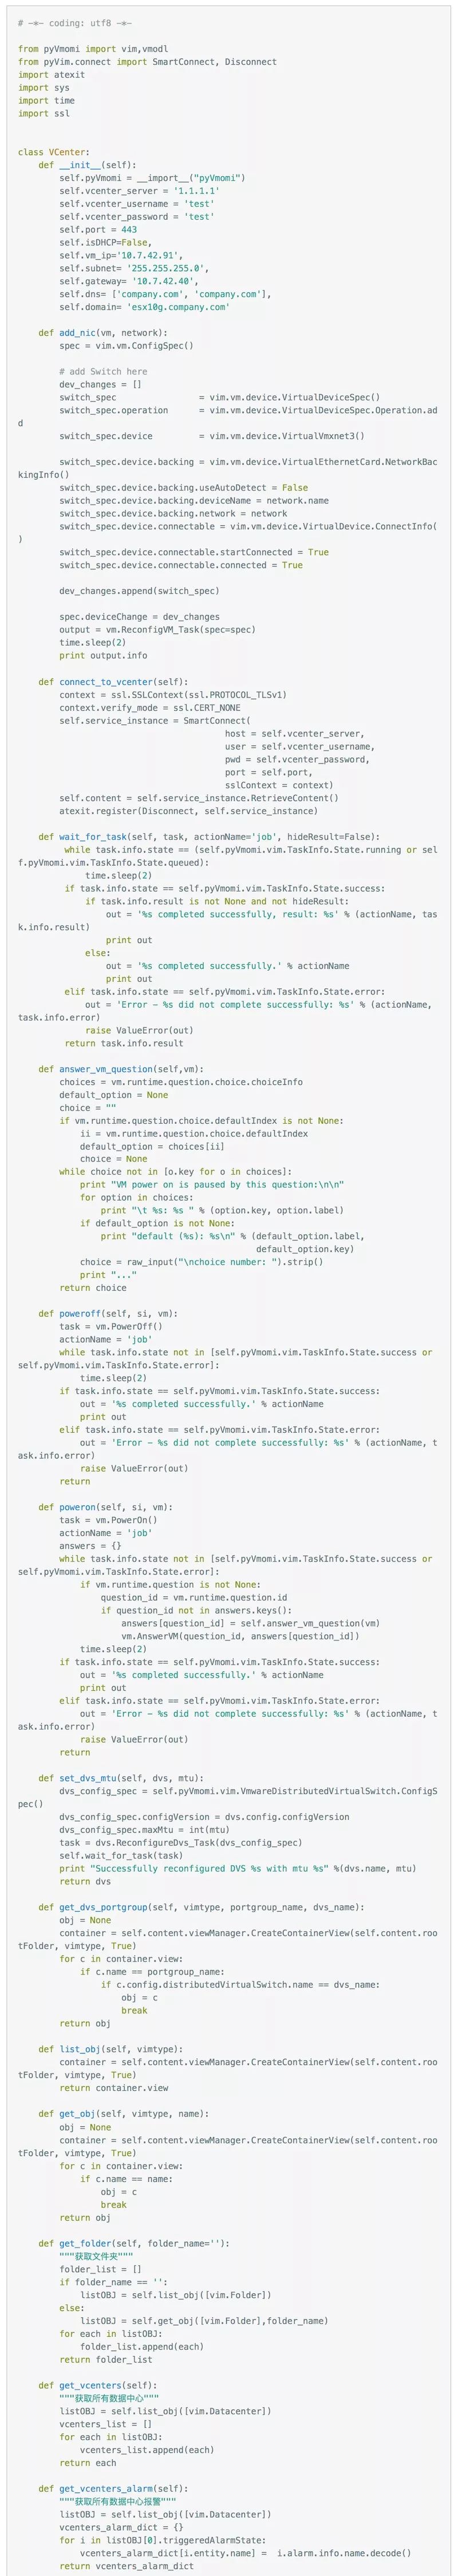 # -*- coding: utf8 -*-
from pyVmomi import vim,vmodl
from pyVim.connect import SmartConnect, Disconnect
import atexit
import sys
import time
import ssl
class VCenter:
    def __init__(self):
        self.pyVmomi = __import__("pyVmomi")
        self.vcenter_server = '1.1.1.1'
        self.vcenter_username = 'test'
        self.vcenter_password = 'test'
        self.port = 443
        self.isDHCP=False,
        self.vm_ip='10.7.42.91',
        self.subnet= '255.255.255.0',
        self.gateway= '10.7.42.40',
        self.dns= ['company.com', 'company.com'],
        self.domain= 'esx10g.company.com'
    def add_nic(vm, network):
        spec = vim.vm.ConfigSpec()
        # add Switch here
        dev_changes = []
        switch_spec                = vim.vm.device.VirtualDeviceSpec()
        switch_spec.operation      = vim.vm.device.VirtualDeviceSpec.Operation.ad
d
        switch_spec.device         = vim.vm.device.VirtualVmxnet3()
        switch_spec.device.backing = vim.vm.device.VirtualEthernetCard.NetworkBac
kingInfo()
        switch_spec.device.backing.useAutoDetect = False
        switch_spec.device.backing.deviceName = network.name
        switch_spec.device.backing.network = network
        switch_spec.device.connectable = vim.vm.device.VirtualDevice.ConnectInfo(
)
        switch_spec.device.connectable.startConnected = True
        switch_spec.device.connectable.connected = True
        dev_changes.append(switch_spec)
        spec.deviceChange = dev_changes
        output = vm.ReconfigVM_Task(spec=spec)
        time.sleep(2)
        print output.info
    def connect_to_vcenter(self):
        context = ssl.SSLContext(ssl.PROTOCOL_TLSv1)
        context.verify_mode = ssl.CERT_NONE
        self.service_instance = SmartConnect(
                                        host = self.vcenter_server,
                                        user = self.vcenter_username,
                                        pwd = self.vcenter_password,
                                        port = self.port,
                                        sslContext = context)
        self.content = self.service_instance.RetrieveContent()
        atexit.register(Disconnect, self.service_instance)
    def wait_for_task(self, task, actionName='job', hideResult=False):
         while task.info.state == (self.pyVmomi.vim.TaskInfo.State.running or sel
f.pyVmomi.vim.TaskInfo.State.queued):
             time.sleep(2)
         if task.info.state == self.pyVmomi.vim.TaskInfo.State.success:
             if task.info.result is not None and not hideResult:
                 out = '%s completed successfully, result: %s' % (actionName, tas
k.info.result)
                 print out
             else:
                 out = '%s completed successfully.' % actionName
                 print out
         elif task.info.state == self.pyVmomi.vim.TaskInfo.State.error:
             out = 'Error - %s did not complete successfully: %s' % (actionName,
task.info.error)
             raise ValueError(out)
         return task.info.result
    def answer_vm_question(self,vm):
        choices = vm.runtime.question.choice.choiceInfo
        default_option = None
        choice = ""
        if vm.runtime.question.choice.defaultIndex is not None:
            ii = vm.runtime.question.choice.defaultIndex
            default_option = choices[ii]
            choice = None
        while choice not in [o.key for o in choices]:
            print "VM power on is paused by this question:\n\n"
            for option in choices:
                print "\t %s: %s " % (option.key, option.label)
            if default_option is not None:
                print "default (%s): %s\n" % (default_option.label,
                                              default_option.key)
            choice = raw_input("\nchoice number: ").strip()
            print "..."
        return choice
    def poweroff(self, si, vm):
        task = vm.PowerOff()
        actionName = 'job'
        while task.info.state not in [self.pyVmomi.vim.TaskInfo.State.success or
self.pyVmomi.vim.TaskInfo.State.error]:
            time.sleep(2)
        if task.info.state == self.pyVmomi.vim.TaskInfo.State.success:
            out = '%s completed successfully.' % actionName
            print out
        elif task.info.state == self.pyVmomi.vim.TaskInfo.State.error:
            out = 'Error - %s did not complete successfully: %s' % (actionName, t
ask.info.error)
            raise ValueError(out)
        return
    def poweron(self, si, vm):
        task = vm.PowerOn()
        actionName = 'job'
        answers = {}
        while task.info.state not in [self.pyVmomi.vim.TaskInfo.State.success or
self.pyVmomi.vim.TaskInfo.State.error]:
            if vm.runtime.question is not None:
                question_id = vm.runtime.question.id
                if question_id not in answers.keys():
                    answers[question_id] = self.answer_vm_question(vm)
                    vm.AnswerVM(question_id, answers[question_id])
            time.sleep(2)
        if task.info.state == self.pyVmomi.vim.TaskInfo.State.success:
            out = '%s completed successfully.' % actionName
            print out
        elif task.info.state == self.pyVmomi.vim.TaskInfo.State.error:
            out = 'Error - %s did not complete successfully: %s' % (actionName, t
ask.info.error)
            raise ValueError(out)
        return
    def set_dvs_mtu(self, dvs, mtu):
        dvs_config_spec = self.pyVmomi.vim.VmwareDistributedVirtualSwitch.ConfigS
pec()
        dvs_config_spec.configVersion = dvs.config.configVersion
        dvs_config_spec.maxMtu = int(mtu)
        task = dvs.ReconfigureDvs_Task(dvs_config_spec)
        self.wait_for_task(task)
        print "Successfully reconfigured DVS %s with mtu %s" %(dvs.name, mtu)
        return dvs
    def get_dvs_portgroup(self, vimtype, portgroup_name, dvs_name):
        obj = None
        container = self.content.viewManager.CreateContainerView(self.content.roo
tFolder, vimtype, True)
        for c in container.view:
            if c.name == portgroup_name:
                if c.config.distributedVirtualSwitch.name == dvs_name:
                    obj = c
                    break
        return obj
    def list_obj(self, vimtype):
        container = self.content.viewManager.CreateContainerView(self.content.roo
tFolder, vimtype, True)
        return container.view
    def get_obj(self, vimtype, name):
        obj = None
        container = self.content.viewManager.CreateContainerView(self.content.roo
tFolder, vimtype, True)
        for c in container.view:
            if c.name == name:
                obj = c
                break
        return obj
    def get_folder(self, folder_name=''):
        """获取文件夹"""
        folder_list = []
        if folder_name == '':
            listOBJ = self.list_obj([vim.Folder])
        else:
            listOBJ = self.get_obj([vim.Folder],folder_name)
        for each in listOBJ:
            folder_list.append(each)
        return folder_list
    def get_vcenters(self):
        """获取所有数据中心"""
        listOBJ = self.list_obj([vim.Datacenter])
        vcenters_list = []
        for each in listOBJ:
            vcenters_list.append(each)
        return each
    def get_vcenters_alarm(self):
        """获取所有数据中心报警"""
        listOBJ = self.list_obj([vim.Datacenter])
        vcenters_alarm_dict = {}
        for i in listOBJ[0].triggeredAlarmState:
            vcenters_alarm_dict[i.entity.name] =  i.alarm.info.name.decode()
        return vcenters_alarm_dict